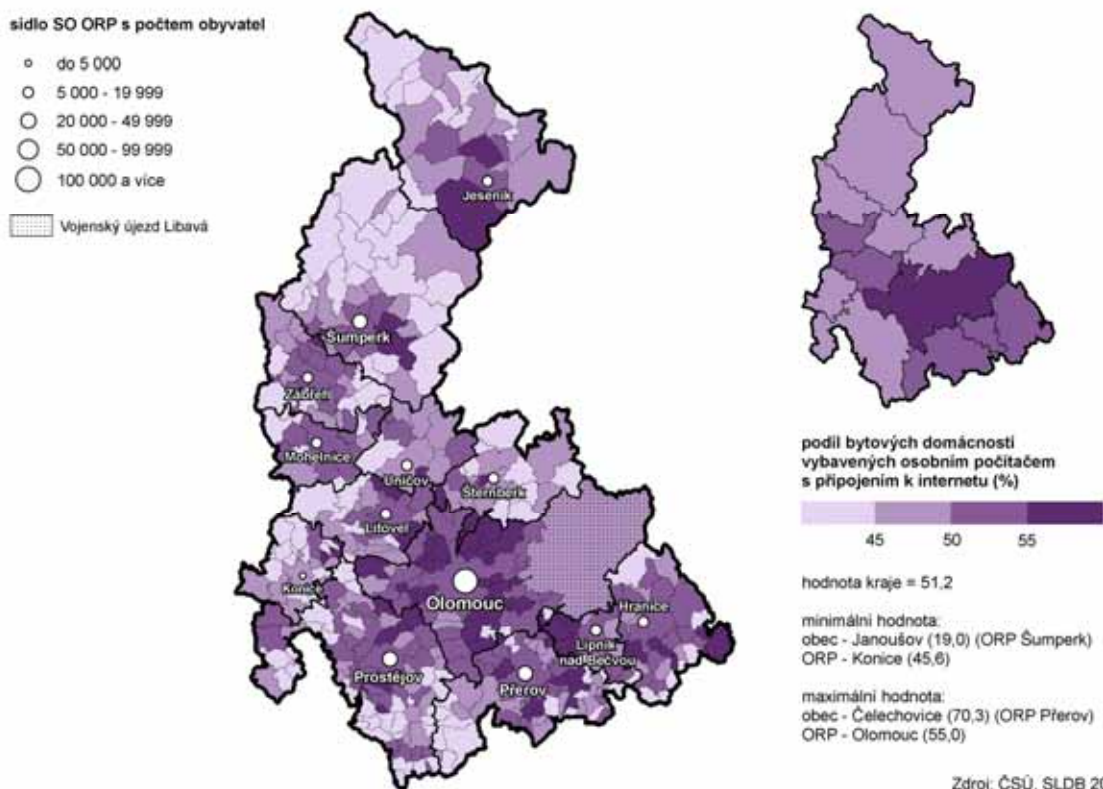 sídlo SO ORP s počtem obyvatel
do 5 000
5 000 - 19 999
20 000 - 49 999
50 000 - 99 999
100 000 a více
Vojenský újezd Libavá
Jeseník
Šumperk
Zábřeh
Mohelnice
Uničov
Šternberk
Litovel
Konice
Olomouc
Hranice
Lipník
nad Bečvou
Prostějov
Přerov
podíl bytových domácností
vybavených osobním počítačem
s připojením k internetu (%)
45 50 55
hodnota kraje = 51,2
minimální hodnota:
obec - Janoušov (19,0) (ORP Šumperk)
ORP - Konice (45,6)
maximální hodnota:
obec - Čelechovice (70,3) (ORP Přerov)
ORP - Olomouc (55,0)
Zdroj: ČSÚ, SLDB 20